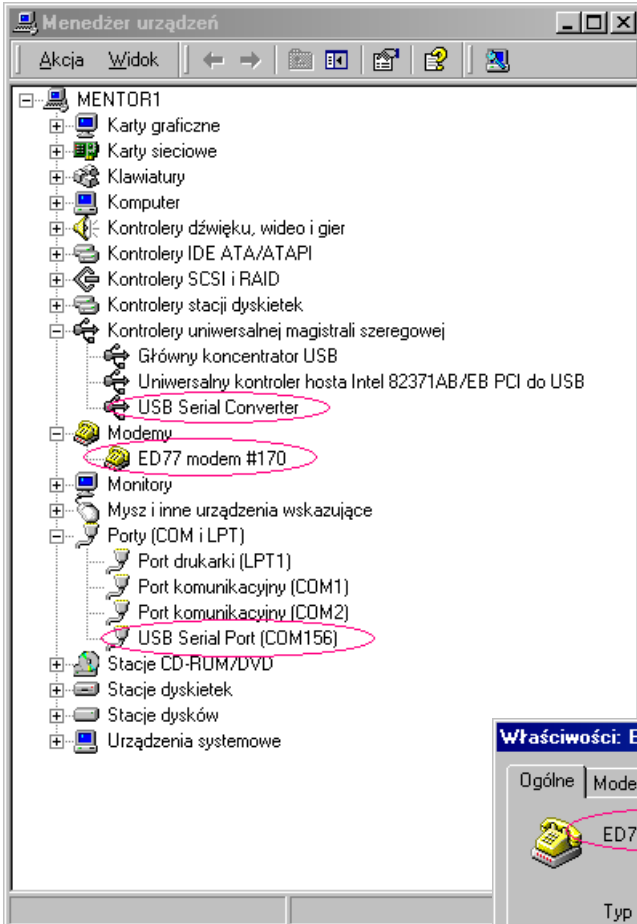 Menedżer urządzeń
Akcja Widok
MENTOR1
Karty graficzne
Karty sieciowe
Klawiatury
Komputer
Kontrolery dźwięku, wideo i gier
Kontrolery IDE ATA/ATAPI
Kontrolery SCSI i RAID
Kontrolery stacji dyskietek
Kontrolery uniwersalnej magistrali szeregowej
Główny koncentrator USB
Uniwersalny kontroler hosta Intel 82371AB/EB PCI do USB
USB Serial Converter
Modemy
ED77 modem #170
Monitory
Mysz i inne urządzenia wskazujące
Porty (COM i LPT)
Port drukarki (LPT1)
Port komunikacyjny (COM1)
Port komunikacyjny (COM2)
USB Serial Port (COM156)
Stacje CD-ROM/DVD
Stacje dyskietek
Stacje dysków
Urządzenia systemowe
Właściwości: E
Ogólne Mode
ED7
Typ